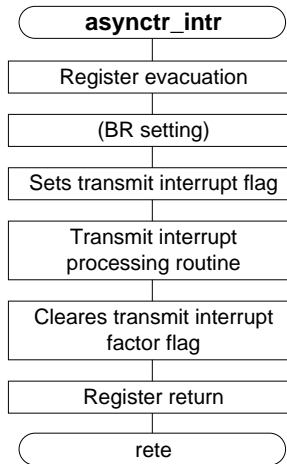 asynctr_intr
Register evacuation
(BR setting)
Sets transmit interrupt flag
Transmit interrupt
processing routine
Cleares transmit interrupt
factor flag
Register return
rete